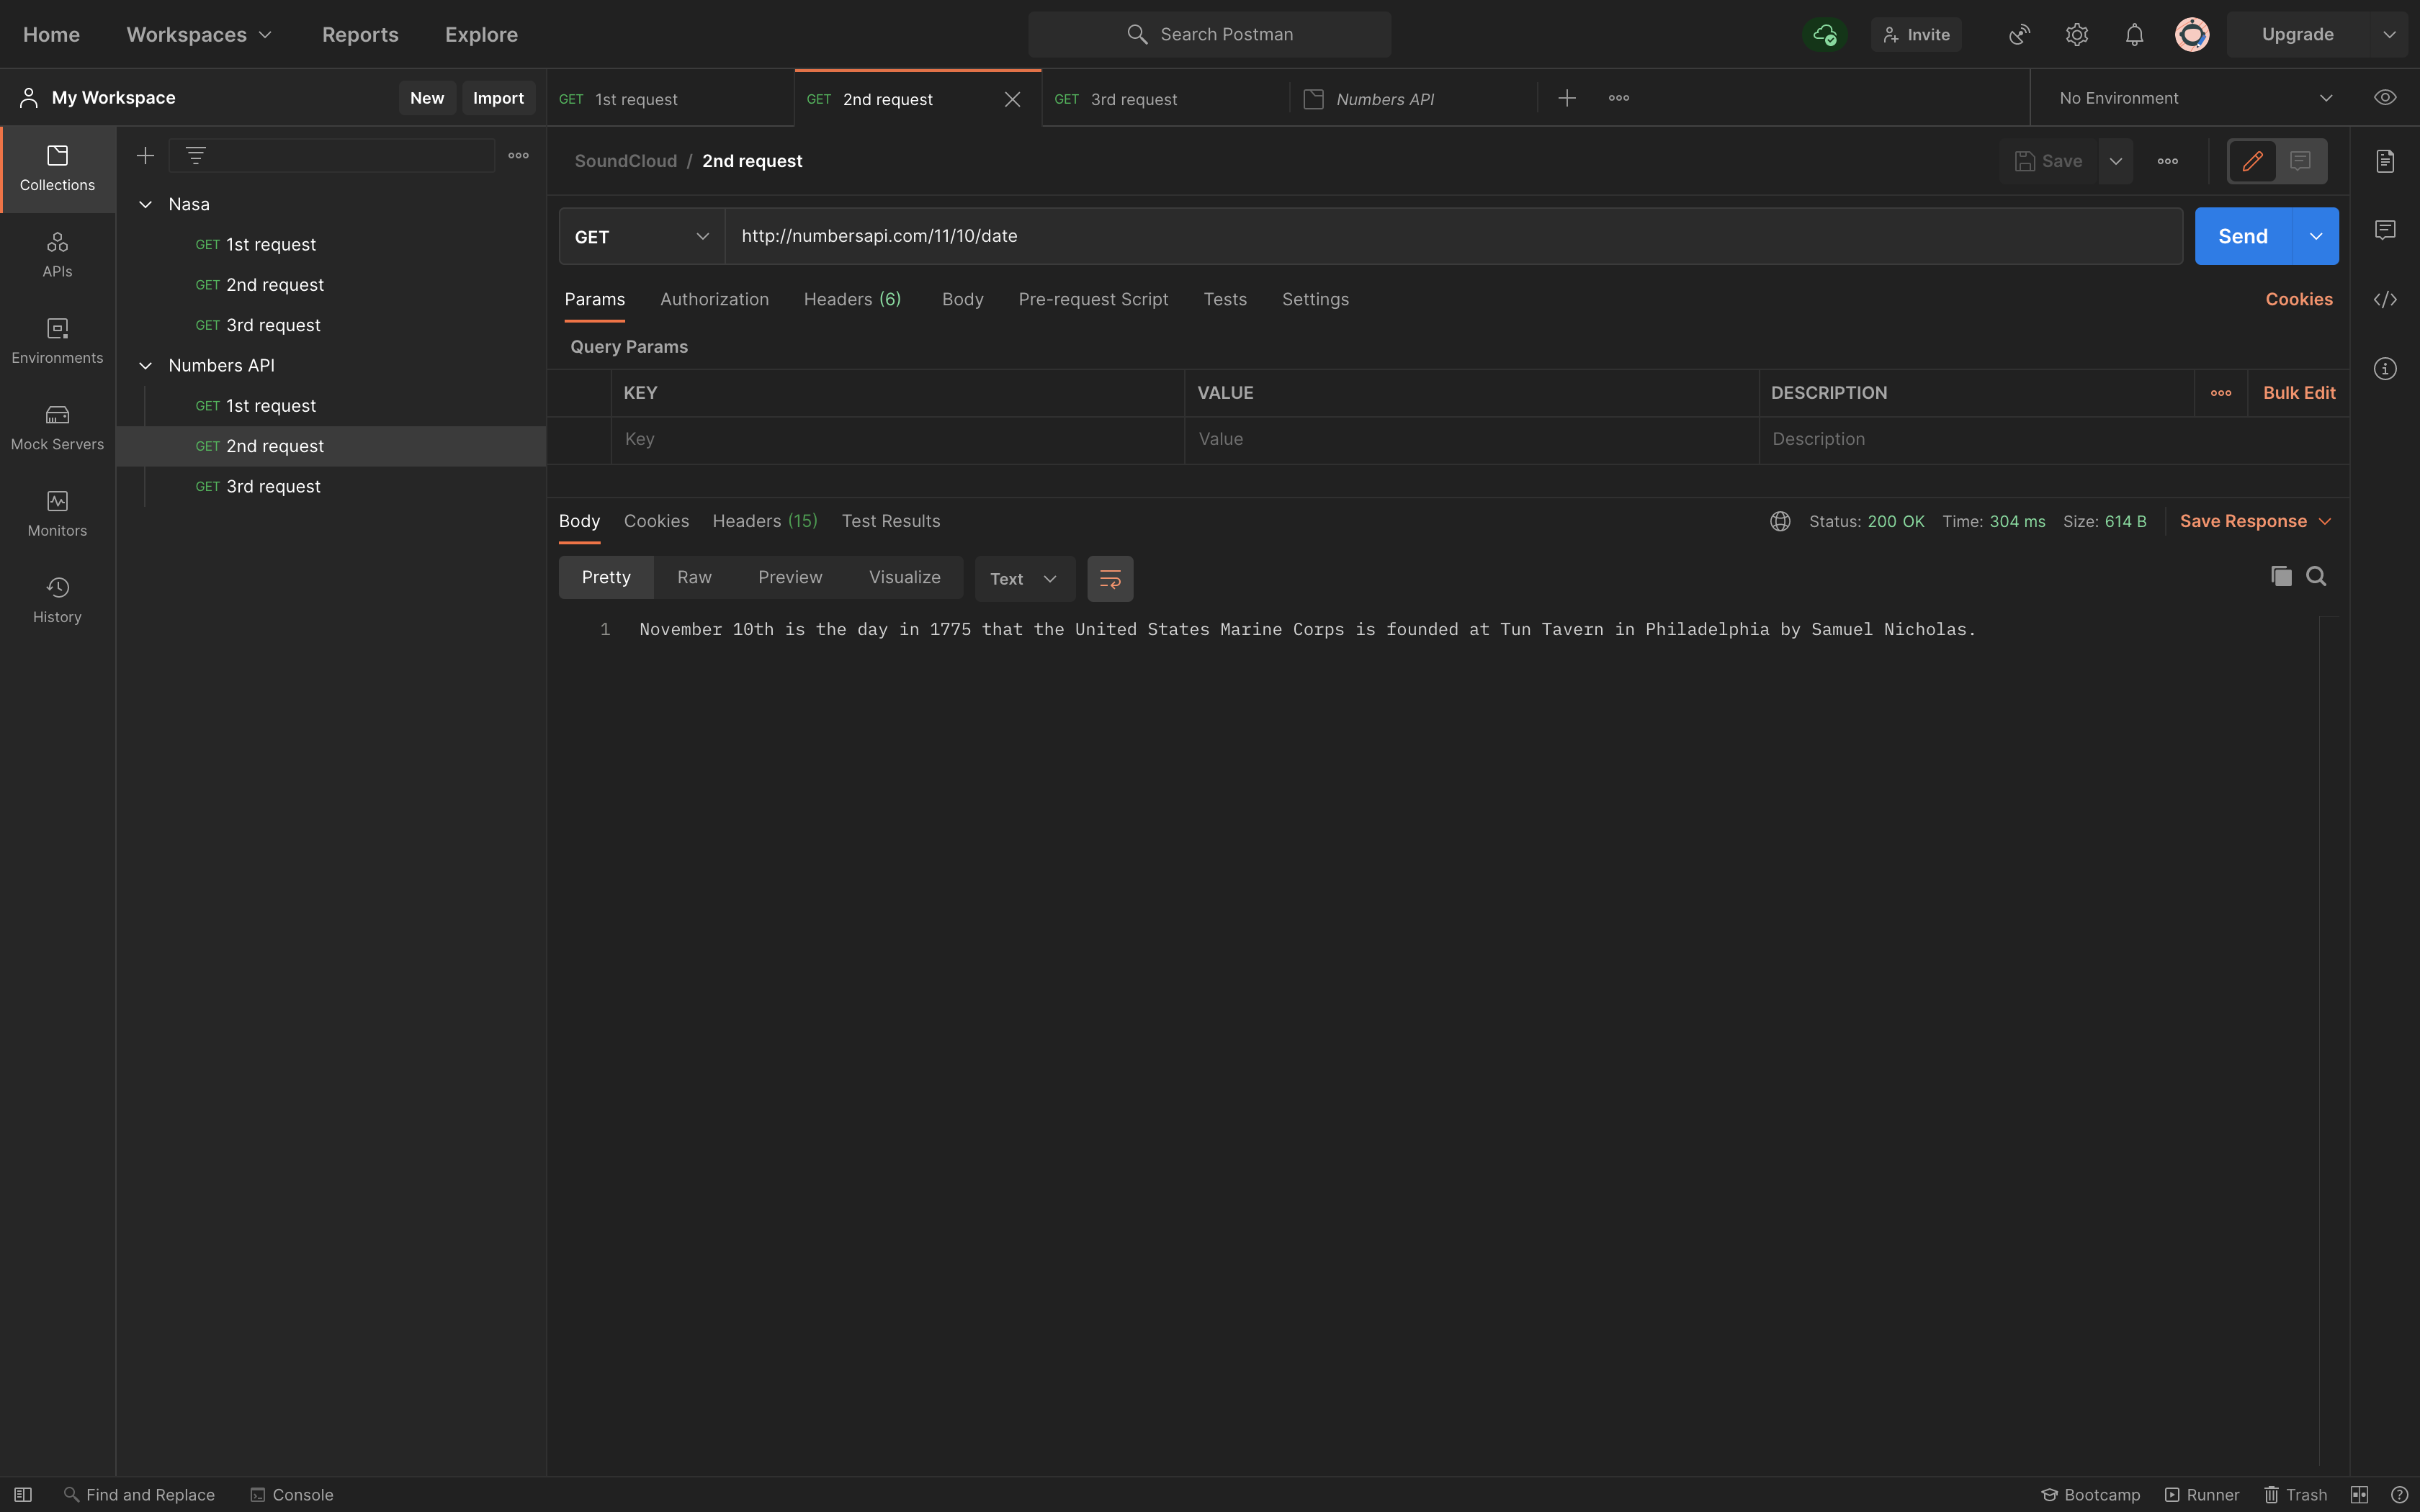 Home Workspaces Reports Explore Search Postman Invite Upgrade
My Workspace New Import GET 1st request GET 2nd request GET 3rd request Numbers API No Environment
Collections
APIs
Environments
Mock Servers
Monitors
History
Nasa
GET 1st request
GET 2nd request
GET 3rd request
Numbers API
GET 1st request
GET 2nd request
GET 3rd request
SoundCloud / 2nd request Save
GET http://numbersapi.com/11/10/date Send
Params Authorization Headers (6) Body Pre-request Script Tests Settings Cookies
Query Params
KEY VALUE DESCRIPTION Bulk Edit
Key Value Description
Body Cookies Headers (15) Test Results Status: 200 OK Time: 304 ms Size: 614 B Save Response
Pretty Raw Preview Visualize Text
1 November 10th is the day in 1775 that the United States Marine Corps is founded at Tun Tavern in Philadelphia by Samuel Nicholas.
Find and Replace Console Bootcamp Runner Trash